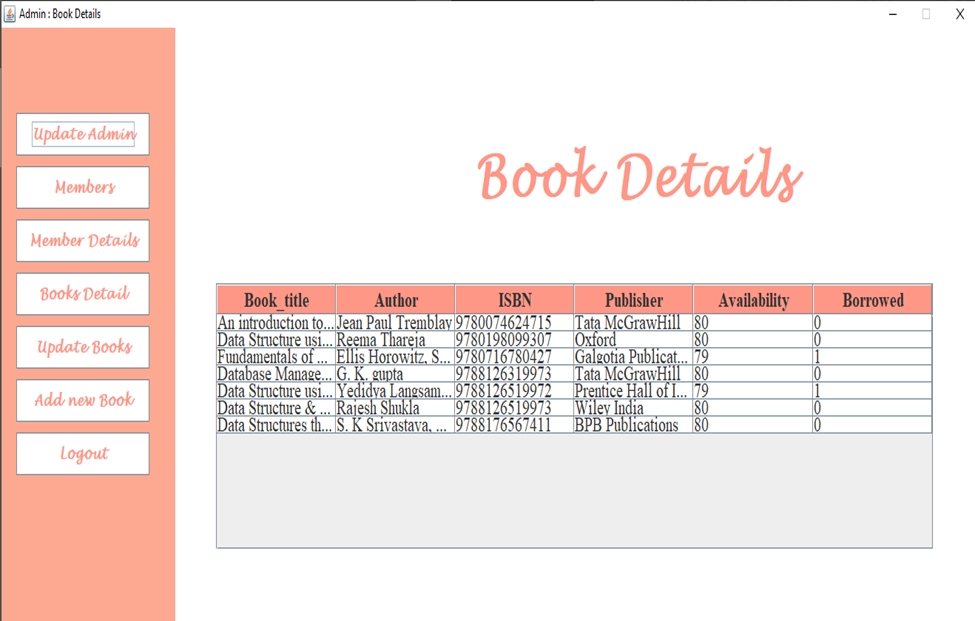 Admin : Book Details
Update Admin
Members
Member Details
Books Detail
Update Books
Add new Book
Logout
Book Details
Book_title Author ISBN Publisher Availability Borrowed
An introduction to... Jean Paul Tremblay 9780074624715 Tata McGrawHill 80 0
Data Structure usi... Reema Thareja 9780198099307 Oxford 80 0
Fundamentals of ... Ellis Horowitz, S... 9780716780427 Galgotia Publicat... 79 1
Database Manage... G. K. gupta 9788126319973 Tata McGrawHill 80 0
Data Structure usi... Yedidya Langsam... 9788126519972 Prentice Hall of I... 79 1
Data Structure & ... Rajesh Shukla 9788126519973 Wiley India 80 0
Data Structures th... S. K Srivastava, ... 9788176567411 BPB Publications 80 0